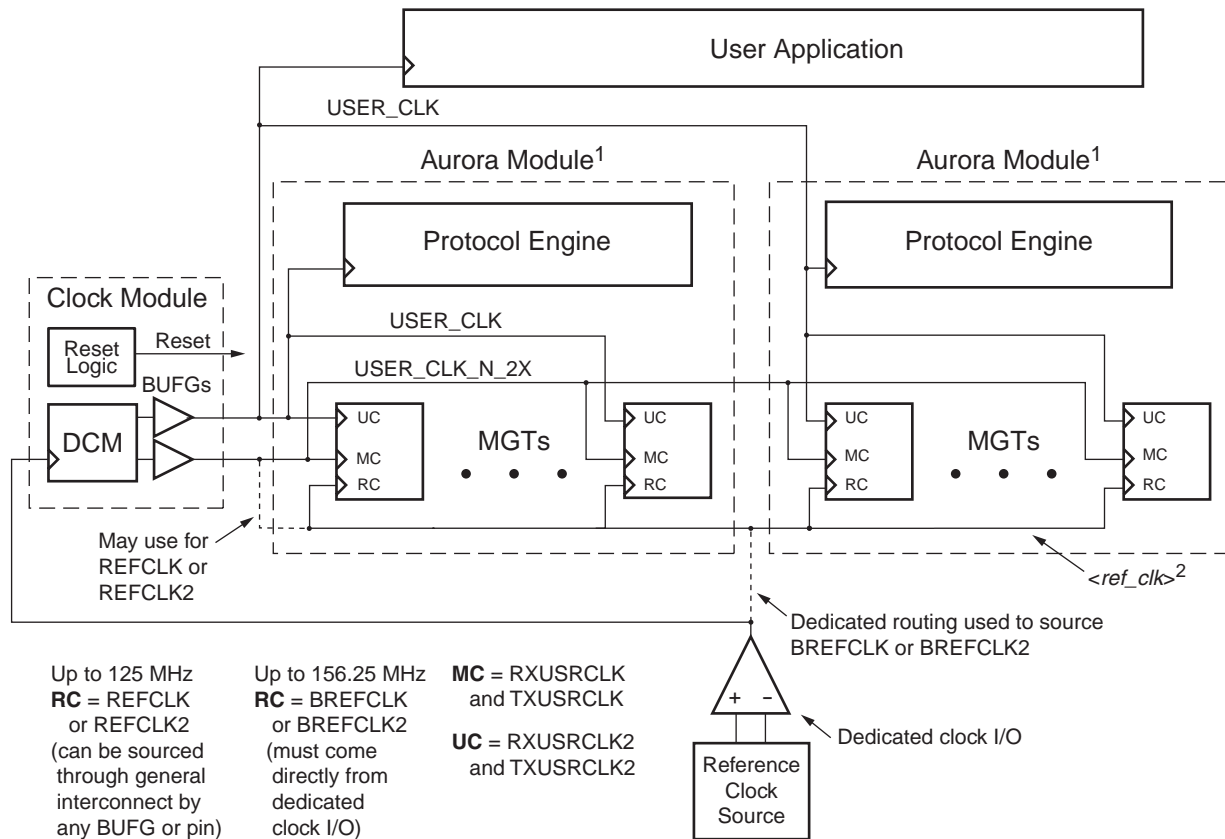 User Application
USER_CLK
Aurora Module1
Aurora Module1
Protocol Engine
Protocol Engine
Clock Module
Reset
Logic
Reset
BUFGs
DCM
USER_CLK
USER_CLK_N_2X
UC
MC
RC
MGTs
UC
MC
RC
UC
MC
RC
MGTs
UC
MC
RC
May use for
REFCLK or
REFCLK2
<ref_clk>2
Dedicated routing used to source
BREFCLK or BREFCLK2
Up to 125 MHz
RC = REFCLK
or REFCLK2
(can be sourced
through general
interconnect by
any BUFG or pin)
Up to 156.25 MHz
RC = BREFCLK
or BREFCLK2
(must come
directly from
dedicated
clock I/O)
MC = RXUSRCLK
and TXUSRCLK
UC = RXUSRCLK2
and TXUSRCLK2
+ –
Dedicated clock I/O
Reference
Clock
Source